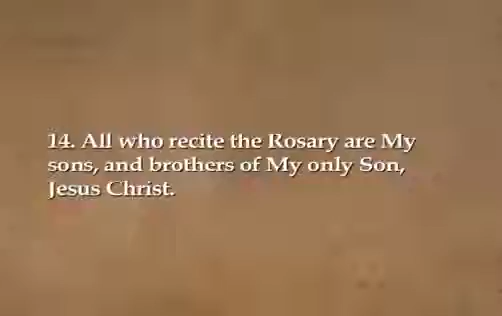 14. All who recite the Rosary are My
sons, and brothers of My only Son,
Jesus Christ.